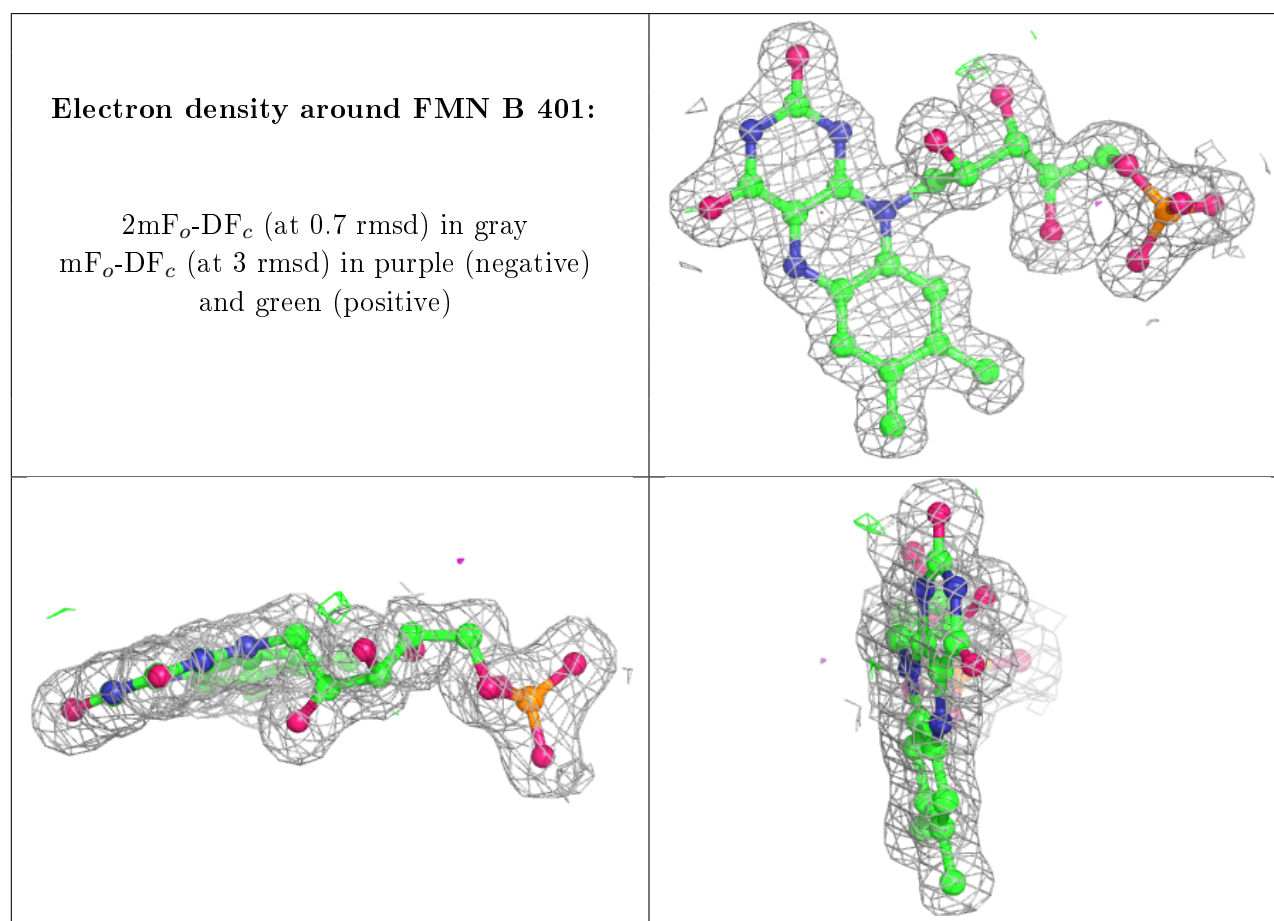 Electron density around FMN B 401:
2mFₒ-DF𝑐 (at 0.7 rmsd) in gray
mFₒ-DF𝑐 (at 3 rmsd) in purple (negative)
and green (positive)